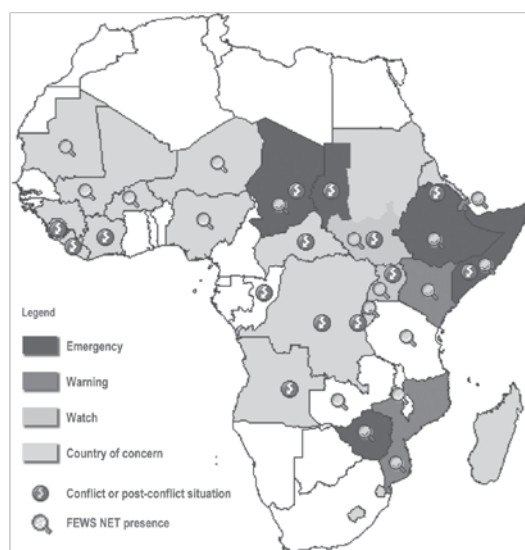 Legend
Emergency
Warning
Watch
Country of concern
Conflict or post-conflict situation
FEWS NET presence